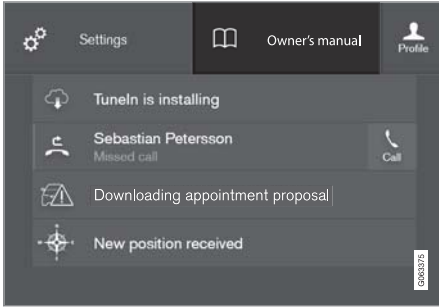 Settings
Owner's manual
Profile
TuneIn is installing
Sebastian Petersson
Missed call
Call
Downloading appointment proposal
New position received
G063375